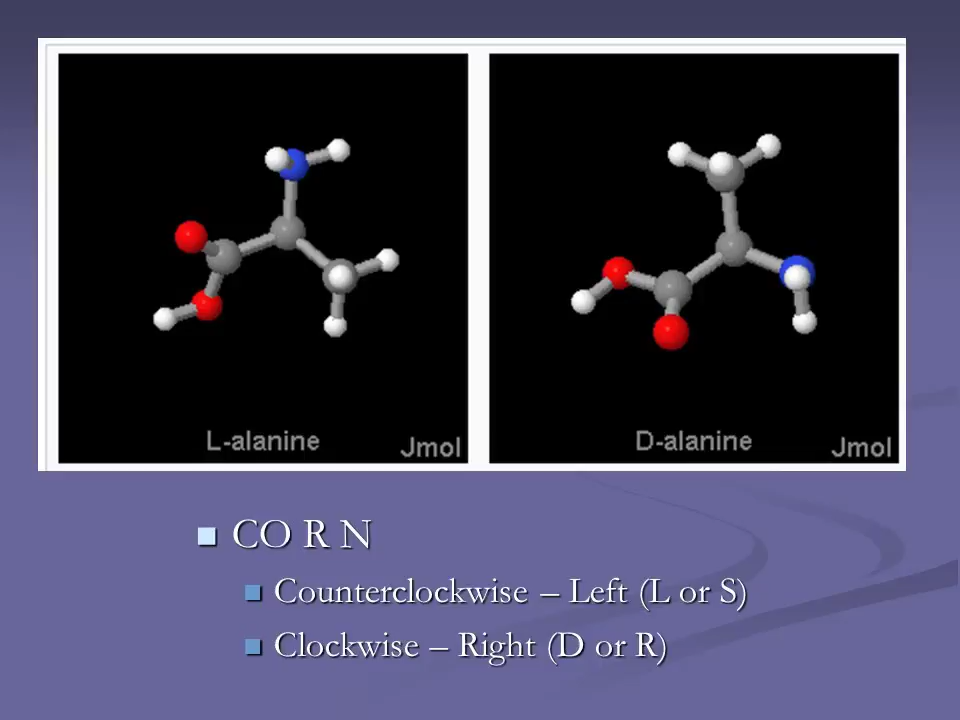 L-alanine
Jmol
D-alanine
Jmol
CO R N
Counterclockwise – Left (L or S)
Clockwise – Right (D or R)